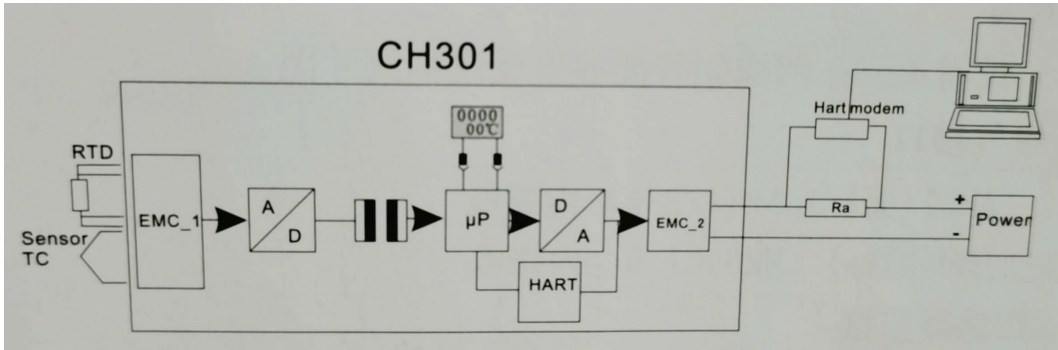 CH301
0000
00℃
Hart modem
RTD
EMC_1
A
D
µP
D
A
EMC_2
Ra
+
-
Power
Sensor
TC
HART